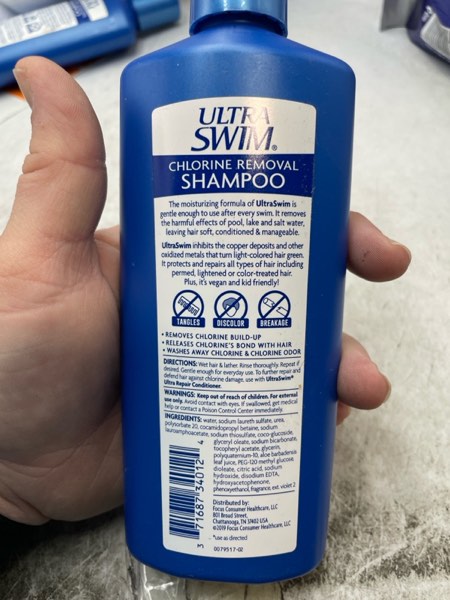 ULTRA
SWIM®
CHLORINE REMOVAL
SHAMPOO
The moisturizing formula of UltraSwim is
gentle enough to use after every swim. It removes
the harmful effects of pool, lake and salt water,
leaving hair soft, conditioned & manageable.
UltraSwim inhibits the copper deposits and other
oxidized metals that turn light-colored hair green.
It protects and repairs all types of hair including
permed, lightened or color-treated hair.
Plus, it's vegan and kid friendly!
TANGLES DISCOLOR BREAKAGE
• REMOVES CHLORINE BUILD-UP
• RELEASES CHLORINE'S BOND WITH HAIR
• WASHES AWAY CHLORINE & CHLORINE ODOR
DIRECTIONS: Wet hair & lather. Rinse thoroughly. Repeat if
desired. Gentle enough for everyday use. To further repair and
defend hair against chlorine damage, use with UltraSwim®
Ultra Repair Conditioner.
WARNINGS: Keep out of reach of children. For external
use only. Avoid contact with eyes. If swallowed, get medical
help or contact a Poison Control Center immediately.
INGREDIENTS: water, sodium laureth sulfate, urea,
polysorbate 20, cocamidopropyl betaine, sodium
lauroamphoacetate, sodium thiosulfate, coco-glucoside,
glyceryl oleate, sodium bicarbonate,
tocopheryl acetate, glycerin,
polyquaternium-10, aloe barbadensis
leaf juice, PEG-120 methyl glucose
dioleate, citric acid, sodium
hydroxide, disodium EDTA,
hydroxyacetophenone,
phenoxyethanol, fragrance, ext. violet 2
3 71687 34012 4
Distributed by:
Focus Consumer Healthcare, LLC
801 Broad Street,
Chattanooga, TN 37402 USA
©2019 Focus Consumer Healthcare, LLC
*use as directed
0079517-02